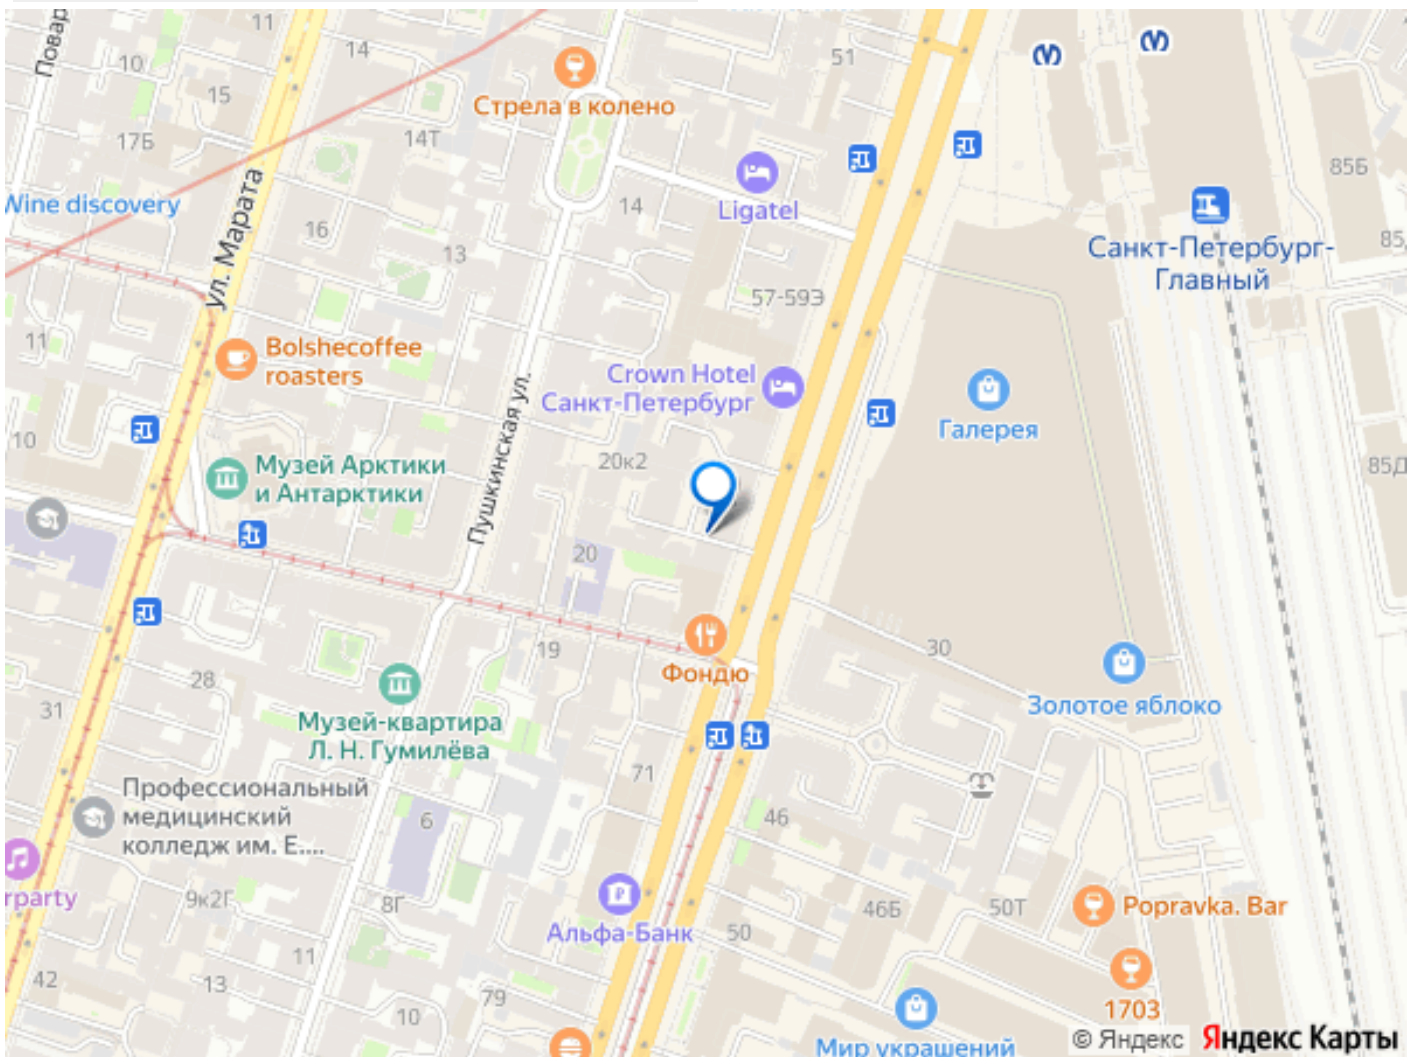 Повар
11
14
51
10
Стрела в колено
15
14Т
17Б
85Б
ул. Марата
Wine discovery
14
Ligatel
16
13
Санкт-Петербург-
Главный
85
57-59Э
11
Bolshecoffee
roasters
Crown Hotel
Санкт-Петербург
Галерея
Пушкинская ул.
10
Музей Арктики
и Антарктики
20к2
85Д
20
19
Фондю
30
28
31
Золотое яблоко
Музей-квартира
Л. Н. Гумилёва
71
Профессиональный
медицинский
колледж им. Е....
6
46
rparty
9к2Г
8Г
Альфа-Банк
50
46Б
50Т
Popravka. Bar
11
42
13
79
10
1703
Мир украшений
© Яндекс Яндекс Карты